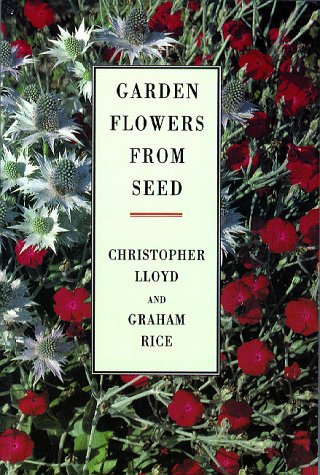 GARDEN
FLOWERS
FROM
SEED
CHRISTOPHER
LLOYD
AND
GRAHAM
RICE